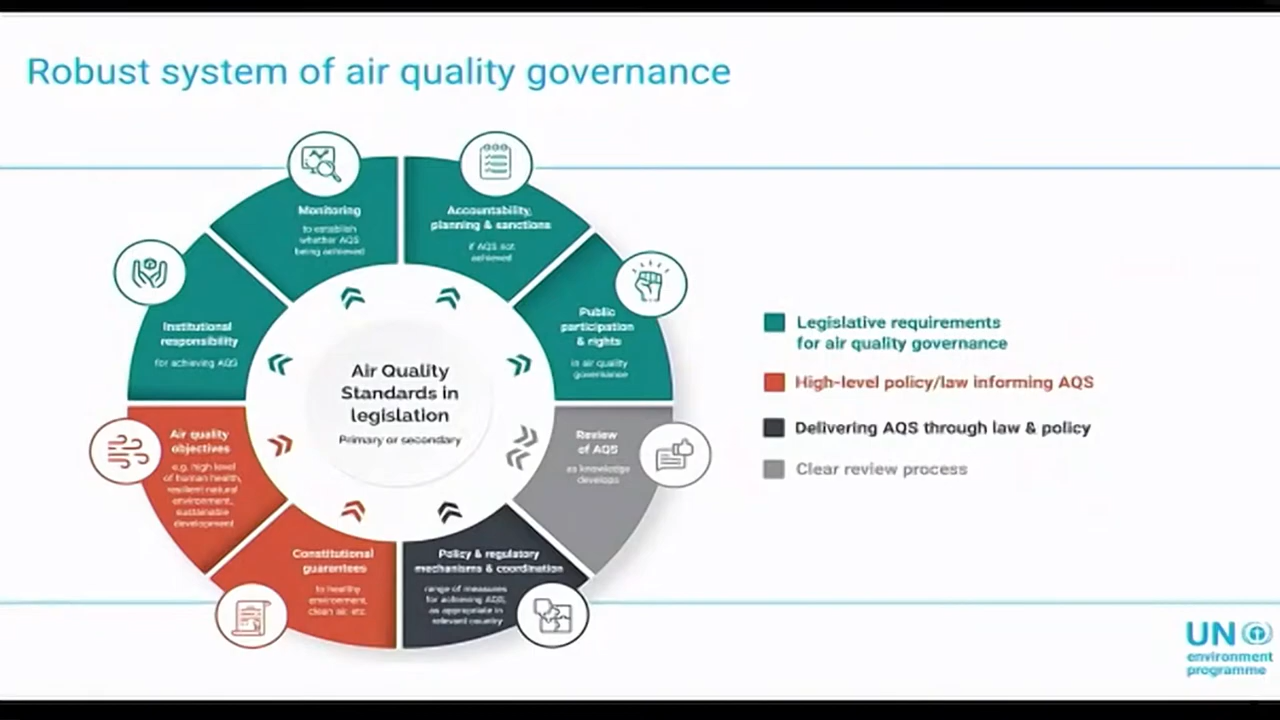 Robust system of air quality governance
Monitoring
to establish
whether AQS
being achieved
Accountability,
planning & sanctions
if AQS not
achieved
Public
participation
& rights
in air quality
governance
Review
of AQS
as knowledge
develops
Policy & regulatory
mechanisms & coordination
range of measures
for achieving AQS,
as appropriate in
relevant country
Constitutional
guarantees
to healthy
environment,
clean air, etc.
Air quality
objectives
e.g. high level
of human health,
resilient natural
environment,
sustainable
development
Institutional
responsibility
for achieving AQS
Air Quality
Standards in
legislation
Primary or secondary
Legislative requirements
for air quality governance
High-level policy/law informing AQS
Delivering AQS through law & policy
Clear review process
UN
environment
programme